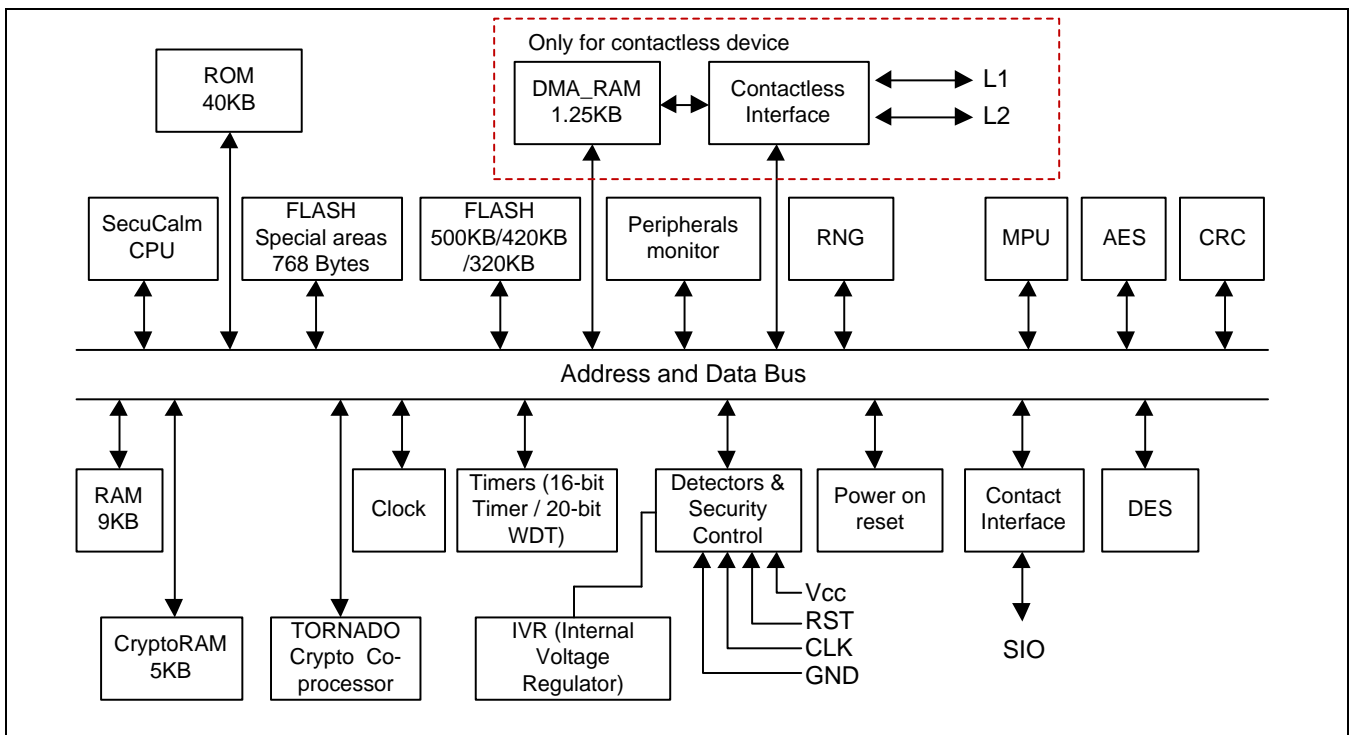 Only for contactless device
ROM
40KB
DMA_RAM
1.25KB
Contactless
Interface
L1
L2
SecuCalm
CPU
FLASH
Special areas
768 Bytes
FLASH
500KB/420KB
/320KB
Peripherals
monitor
RNG
MPU
AES
CRC
Address and Data Bus
RAM
9KB
Clock
Timers (16-bit
Timer / 20-bit
WDT)
Detectors &
Security
Control
Power on
reset
Contact
Interface
DES
CryptoRAM
5KB
TORNADO
Crypto Co-
processor
IVR (Internal
Voltage
Regulator)
Vcc
RST
CLK
GND
SIO